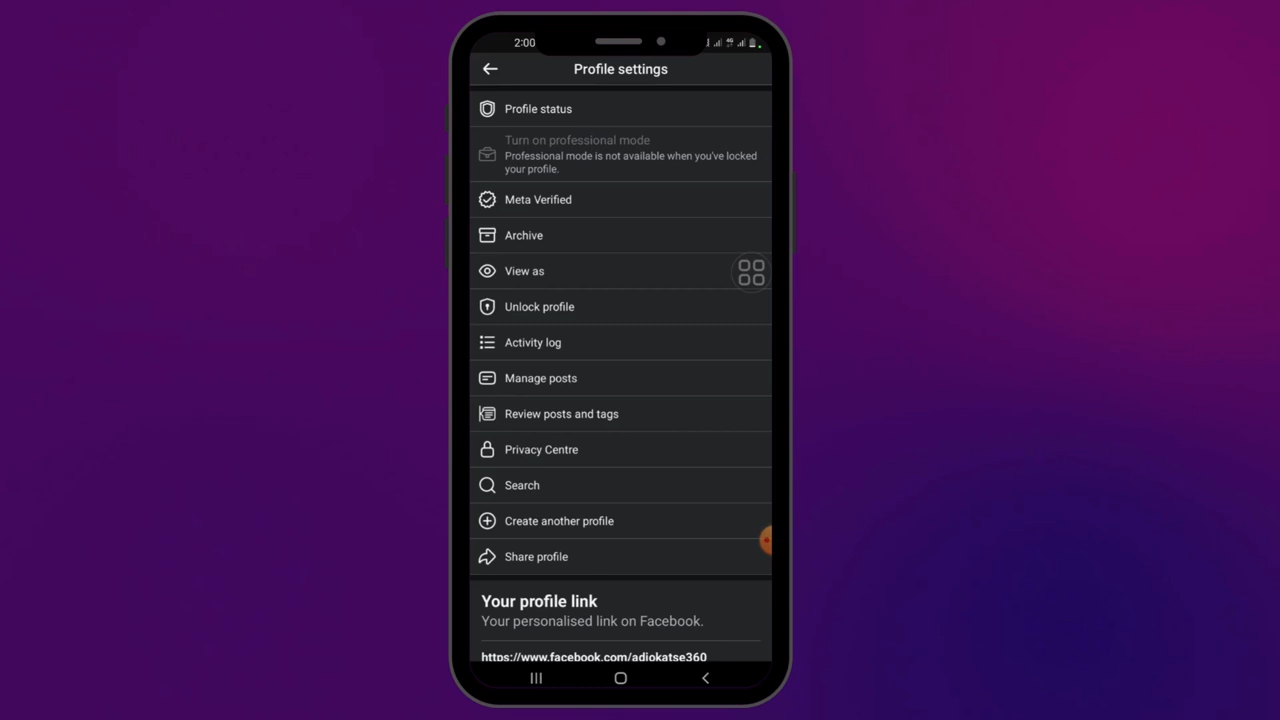 2:00
4G
Profile settings
Profile status
Turn on professional mode
Professional mode is not available when you've locked
your profile.
Meta Verified
Archive
View as
Unlock profile
Activity log
Manage posts
Review posts and tags
Privacy Centre
Search
Create another profile
Share profile
Your profile link
Your personalised link on Facebook.
https://www.facebook.com/adiokatse360